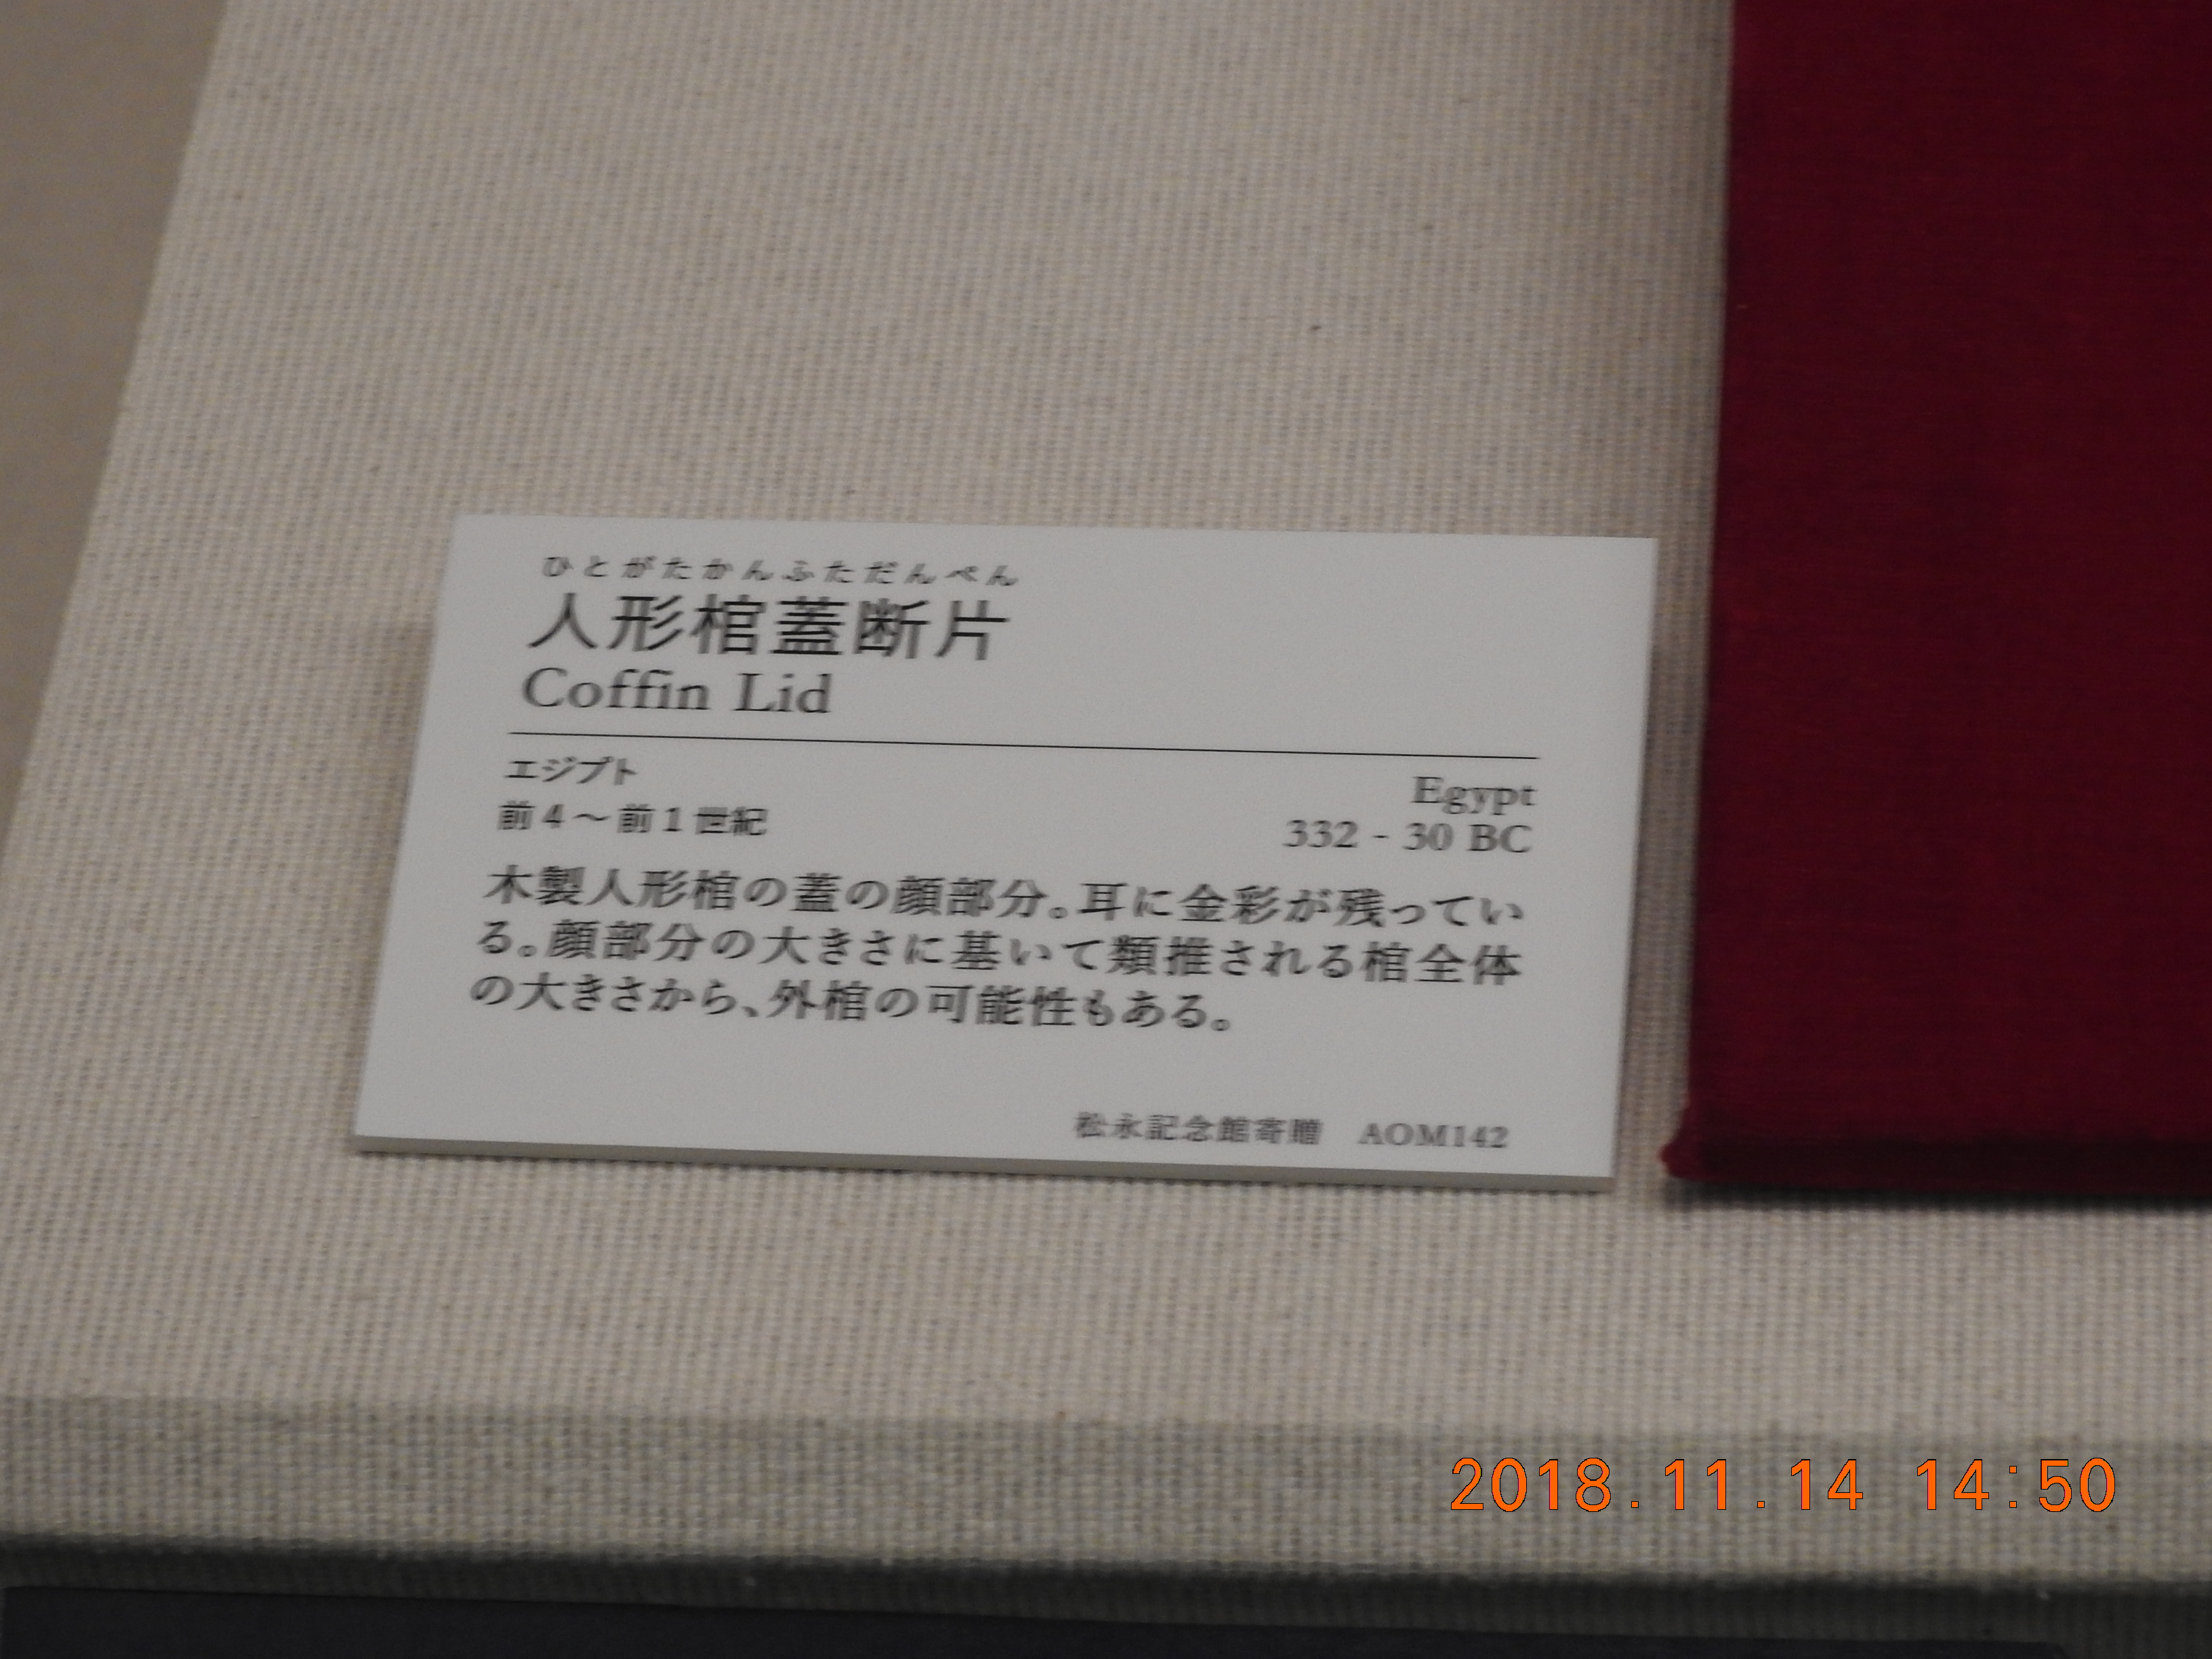 ひとがたかんふただんぺん
人形棺蓋断片
Coffin Lid
エジプト
Egypt
前4～前1世紀
332 - 30 BC
木製人形棺の蓋の顔部分。耳に金彩が残ってい
る。顔部分の大きさに基いて類推される棺全体
の大きさから、外棺の可能性もある。
松永記念館寄贈 AOM142
2018.11.14 14:50